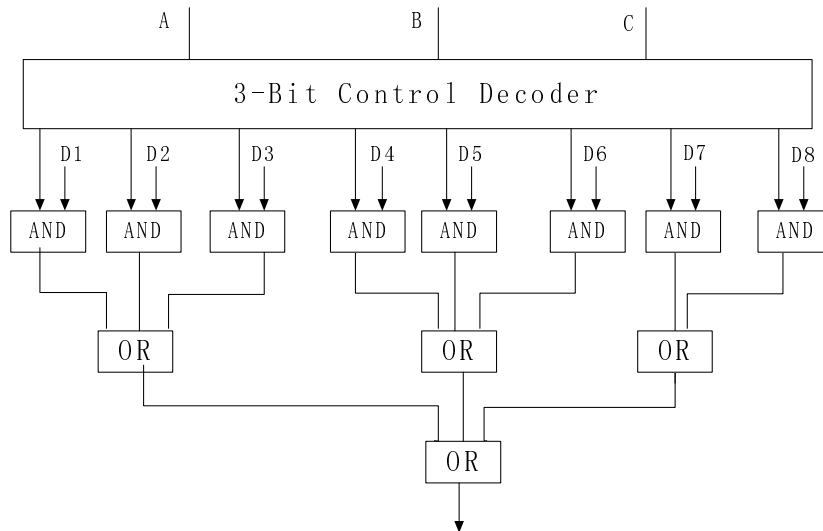 A B C
3-Bit Control Decoder
D1 D2 D3 D4 D5 D6 D7 D8
AND AND AND AND AND AND AND AND
OR OR OR
OR